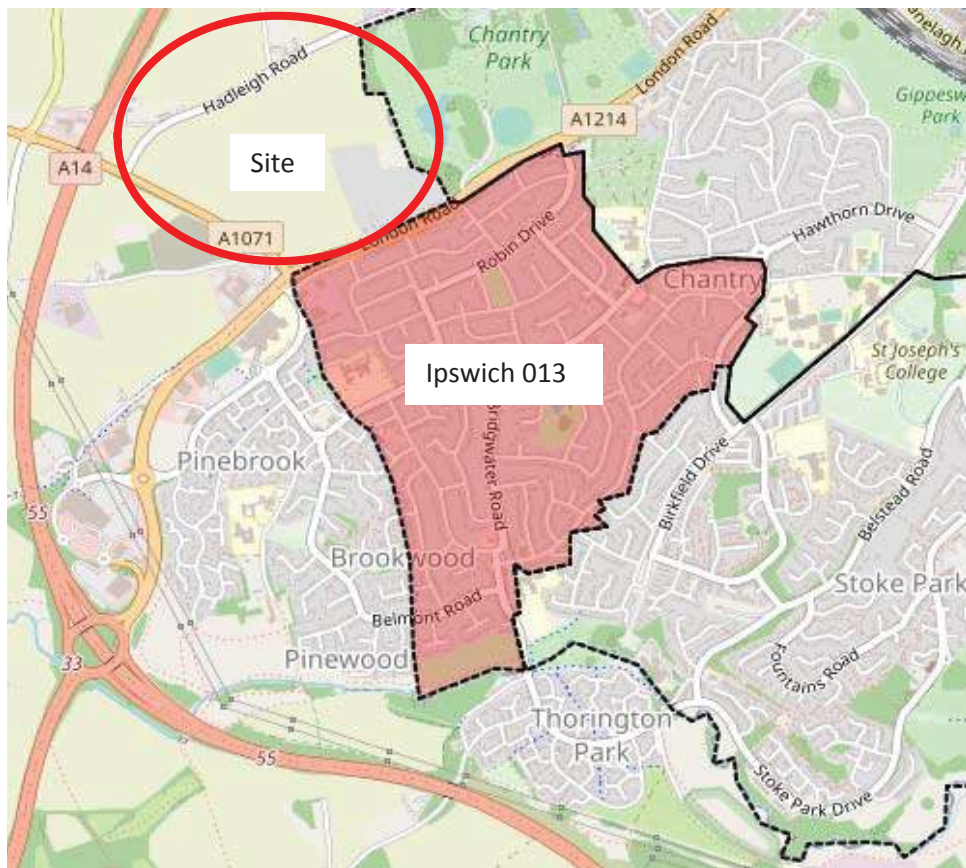 Chantry
Park
anelagh
London Road
Hadleigh Road
Gippesw
Park
A1214
Site
A14
London Road
A1071
Hawthorn Drive
Robin Drive
Chantry
St Joseph's
College
Ipswich 013
Bridgwater Road
Birkfield Drive
Belstead Road
Pinebrook
55
Brookwood
Stoke Park
Belmont Road
Fountains Road
Pinewood
33
Thorington
Park
55
Stoke Park Drive